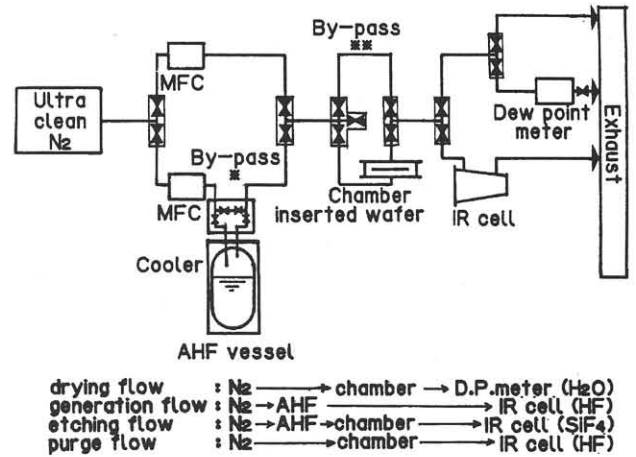 By-pass
※※
MFC
Ultra
clean
N2
By-pass
※
Dew point
meter
Exhaust
MFC
Chamber
inserted wafer
IR cell
Cooler
AHF vessel
drying flow : N2 → chamber → D.P.meter (H2O)
generation flow : N2 → AHF → IR cell (HF)
etching flow : N2 → AHF → chamber → IR cell (SiF4)
purge flow : N2 → chamber → IR cell (HF)